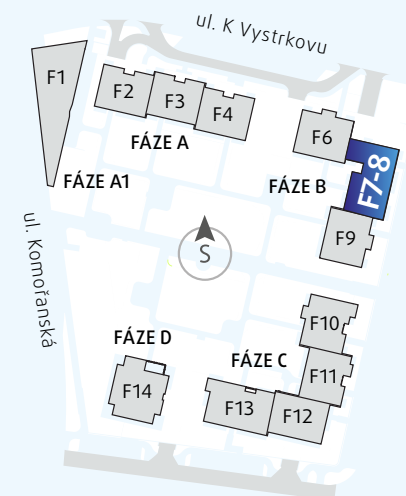 ul. K Vystrkovu
F1
F2
F3
F4
FÁZE A
F6
FÁZE A1
FÁZE B
F7-8
F9
S
ul. Komořanská
F10
FÁZE D
FÁZE C
F11
F14
F13
F12